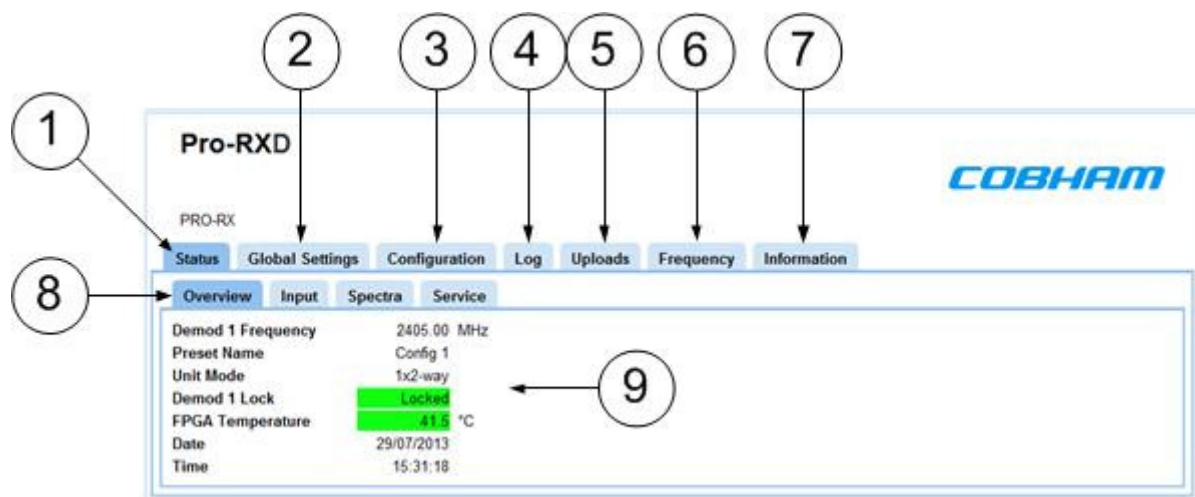 2 3 4 5 6 7
1
Pro-RXD
COBHAM
PRO-RX
Status Global Settings Configuration Log Uploads Frequency Information
8
Overview Input Spectra Service
Demod 1 Frequency 2405.00 MHz
Preset Name Config 1
Unit Mode 1x2-way
9
Demod 1 Lock Locked
FPGA Temperature 41.5 °C
Date 29/07/2013
Time 15:31:18